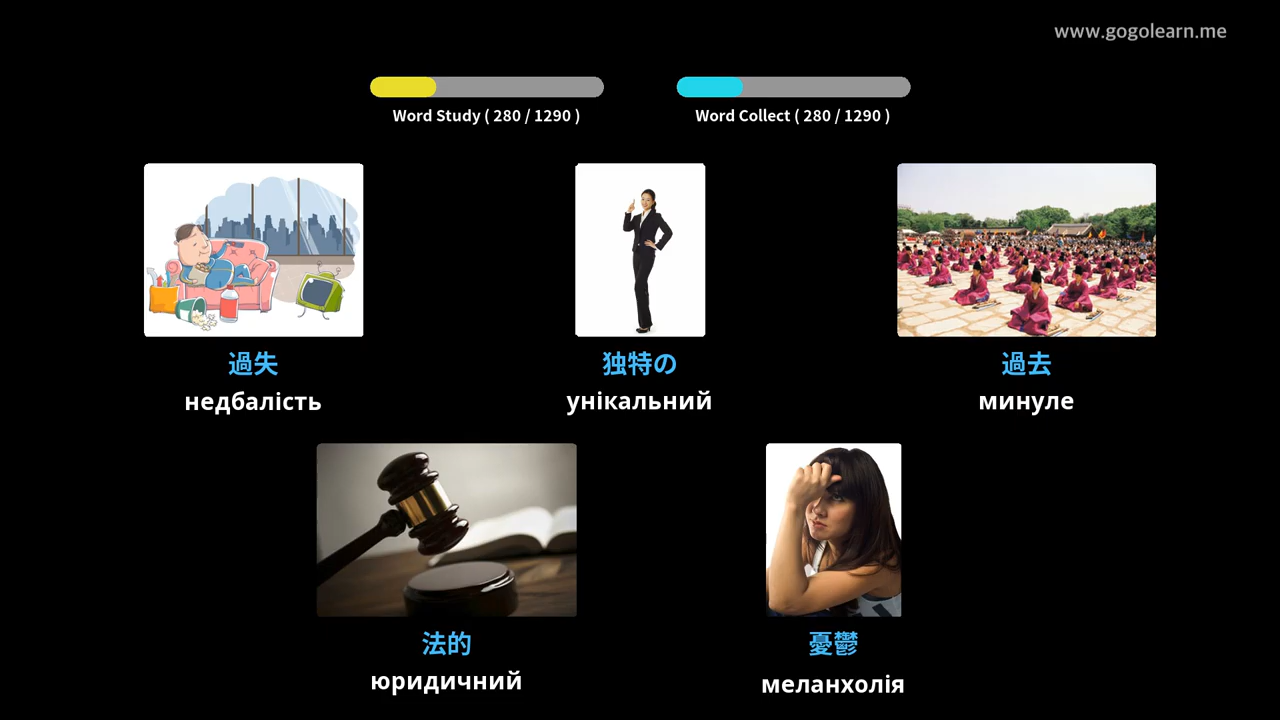 www.gogolearn.me
Word Study ( 280 / 1290 )
Word Collect ( 280 / 1290 )
過失
недбалість
独特の
унікальний
過去
минуле
法的
юридичний
憂鬱
меланхолія